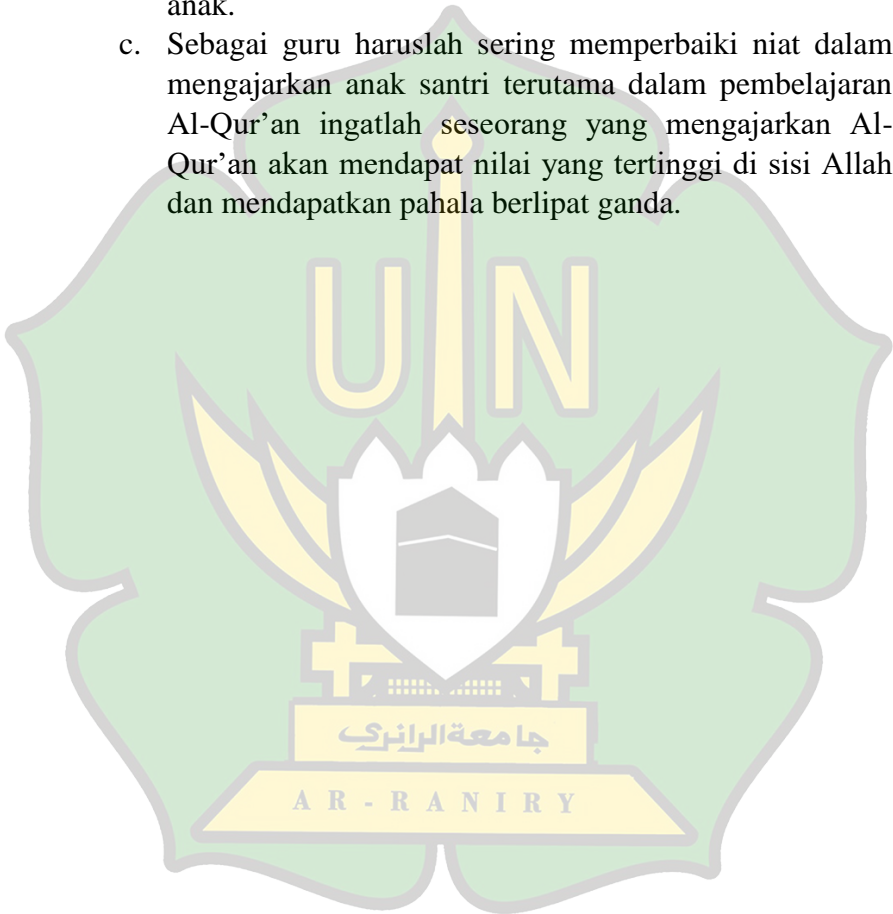 anak.
c. Sebagai guru haruslah sering memperbaiki niat dalam
mengajarkan anak santri terutama dalam pembelajaran
Al-Qur’an ingatlah seseorang yang mengajarkan Al-
Qur’an akan mendapat nilai yang tertinggi di sisi Allah
dan mendapatkan pahala berlipat ganda.
UIN
جامعةالرانري
AR-RANIRY